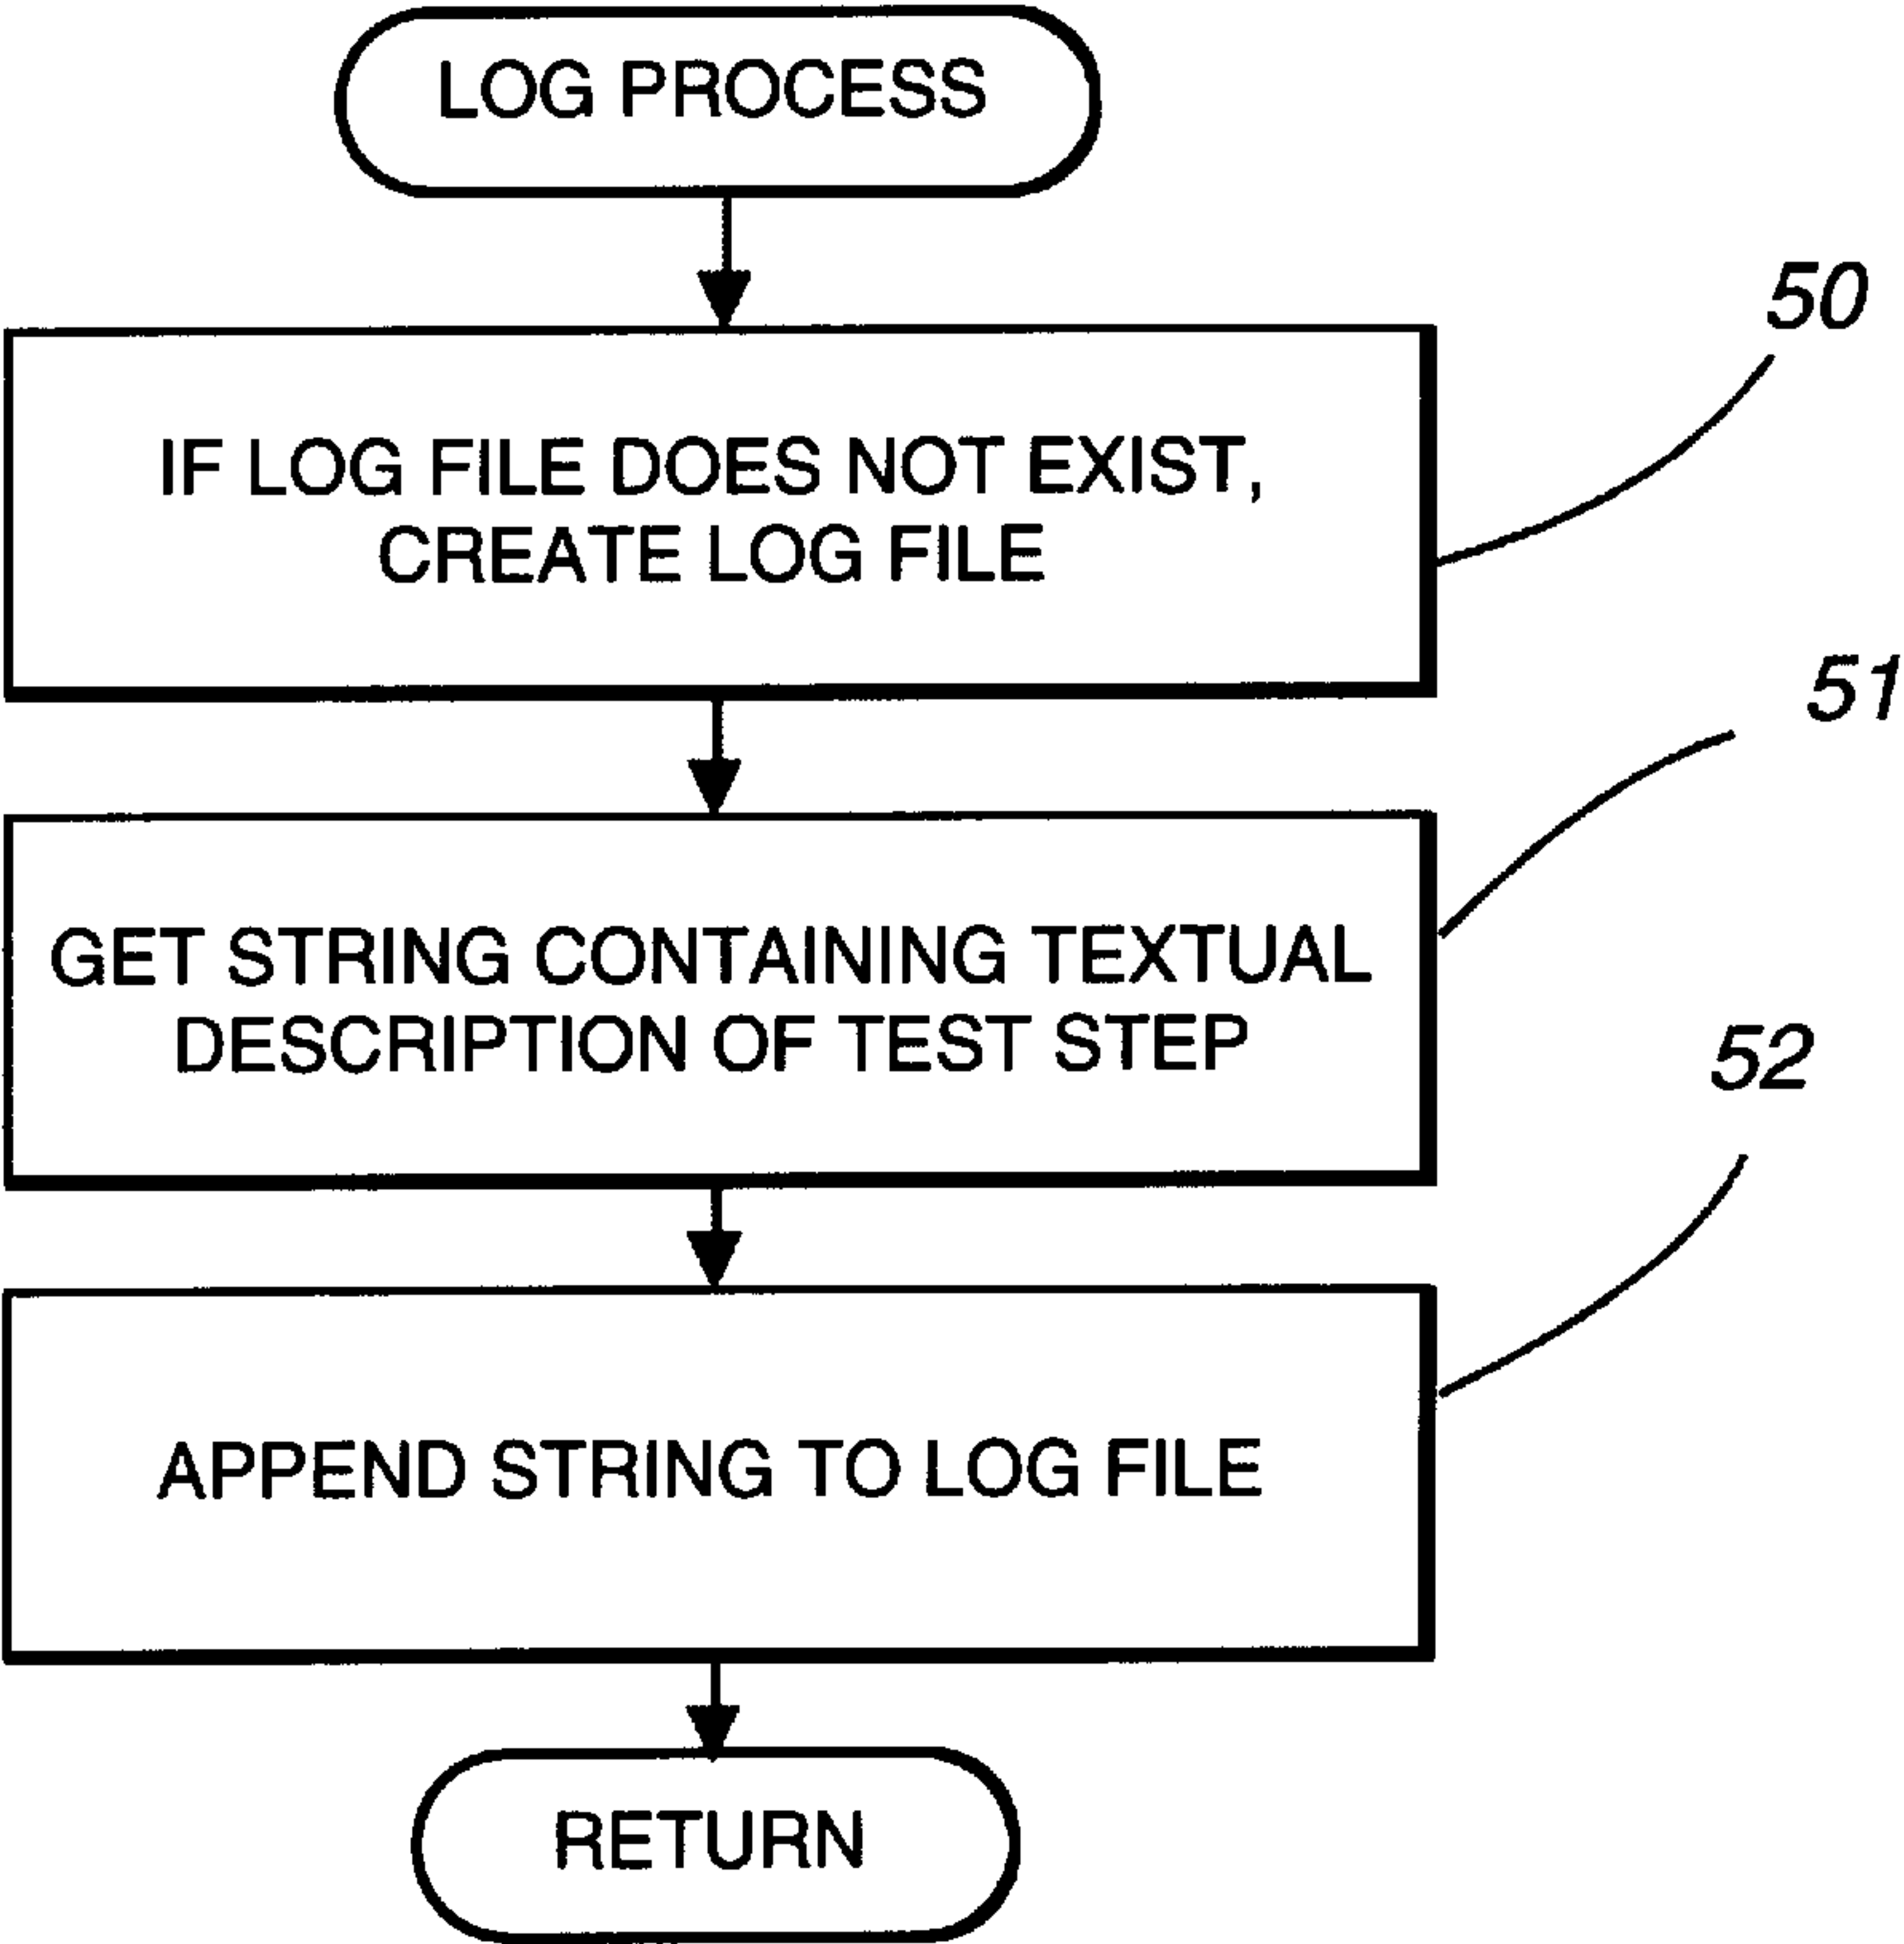 LOG PROCESS
50
IF LOG FILE DOES NOT EXIST,
CREATE LOG FILE
51
GET STRING CONTAINING TEXTUAL
DESCRIPTION OF TEST STEP
52
APPEND STRING TO LOG FILE
RETURN